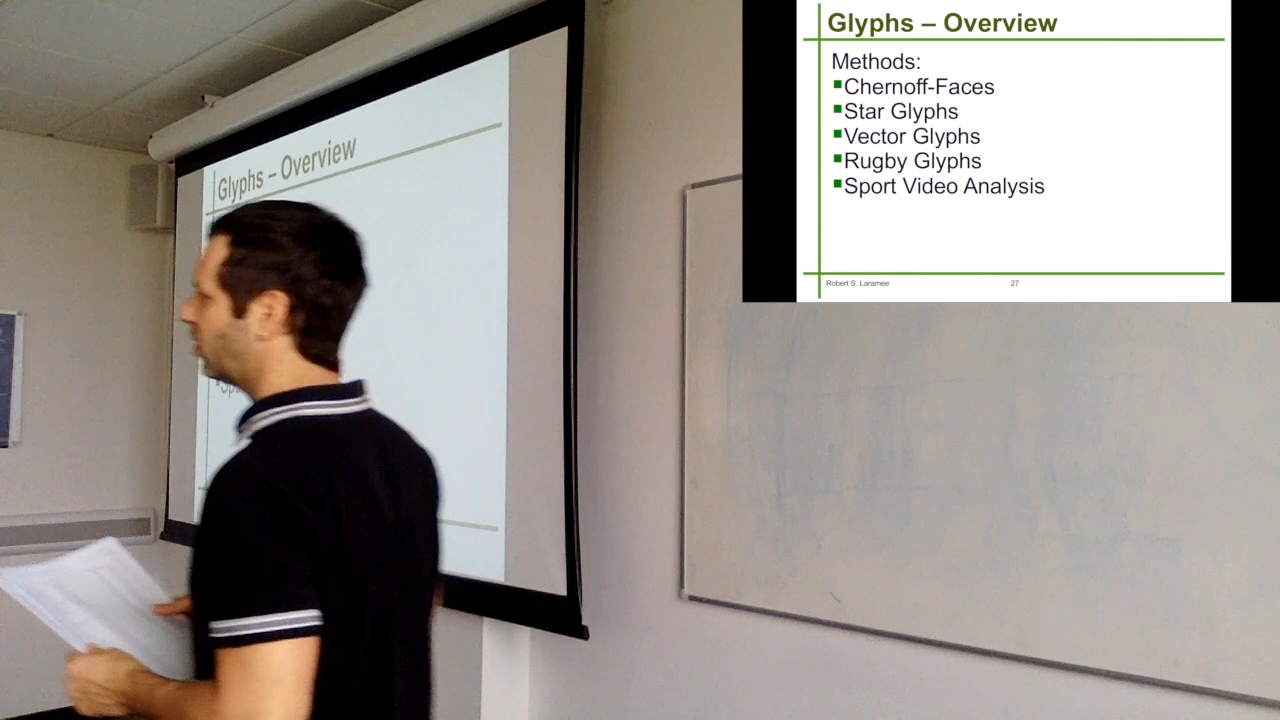 Glyphs – Overview
Glyphs – Overview
Methods:
▪Chernoff-Faces
▪Star Glyphs
▪Vector Glyphs
▪Rugby Glyphs
▪Sport Video Analysis
Robert S. Laramee 27